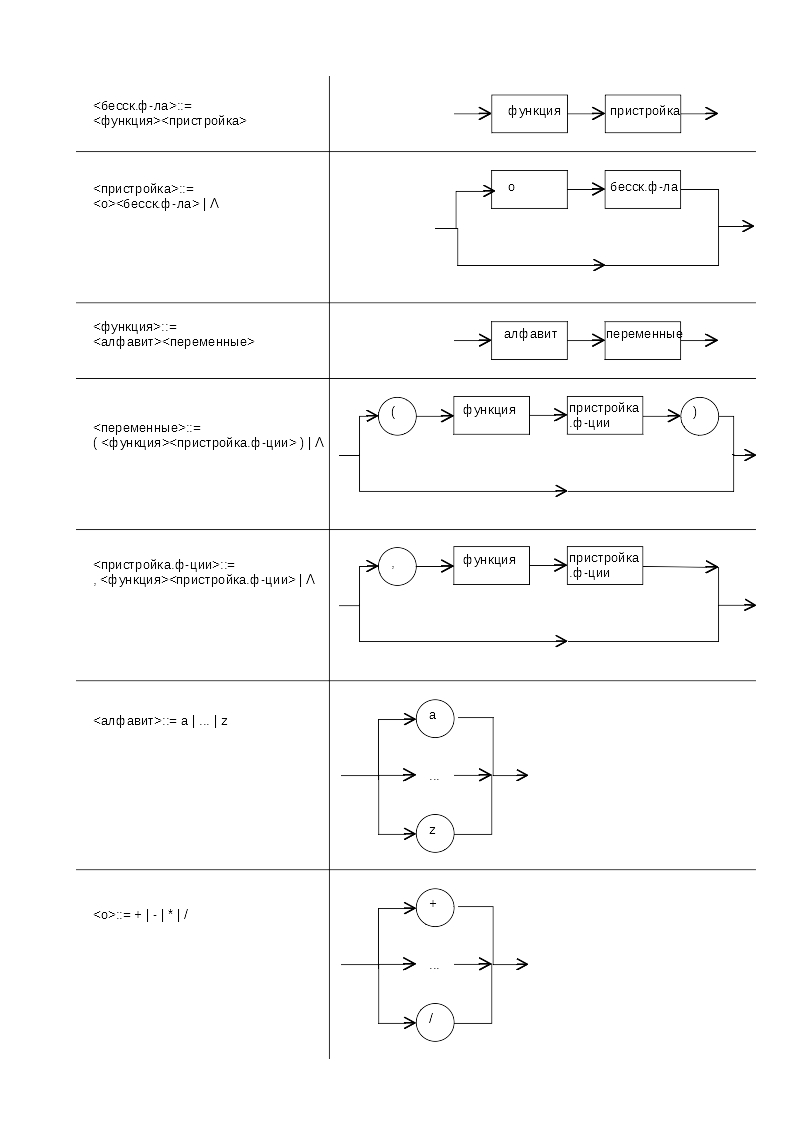 <бесск.ф-ла>::=
<функция><пристройка>
функция
пристройка
<пристройка>::=
<о><бесск.ф-ла> | Λ
о
бесск.ф-ла
<функция>::=
<алфавит><переменные>
алфавит
переменные
<переменные>::=
( <функция><пристройка.ф-ции> ) | Λ
(
функция
пристройка
.ф-ции
)
<пристройка.ф-ции>::=
, <функция><пристройка.ф-ции> | Λ
,
функция
пристройка
.ф-ции
<алфавит>::= a | ... | z
a
...
z
<о>::= + | - | * | /
+
...
/